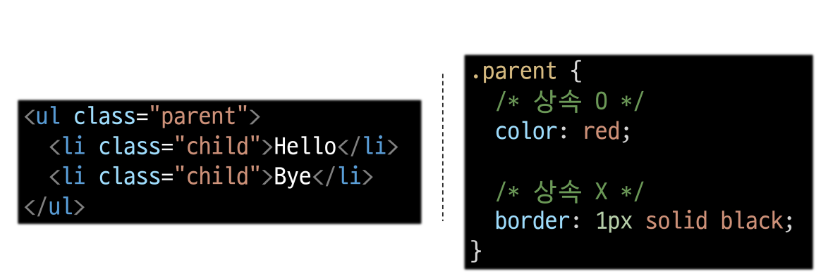 <ul class="parent">
  <li class="child">Hello</li>
  <li class="child">Bye</li>
</ul>
.parent {
  /* 상속 O */
  color: red;

  /* 상속 X */
  border: 1px solid black;
}